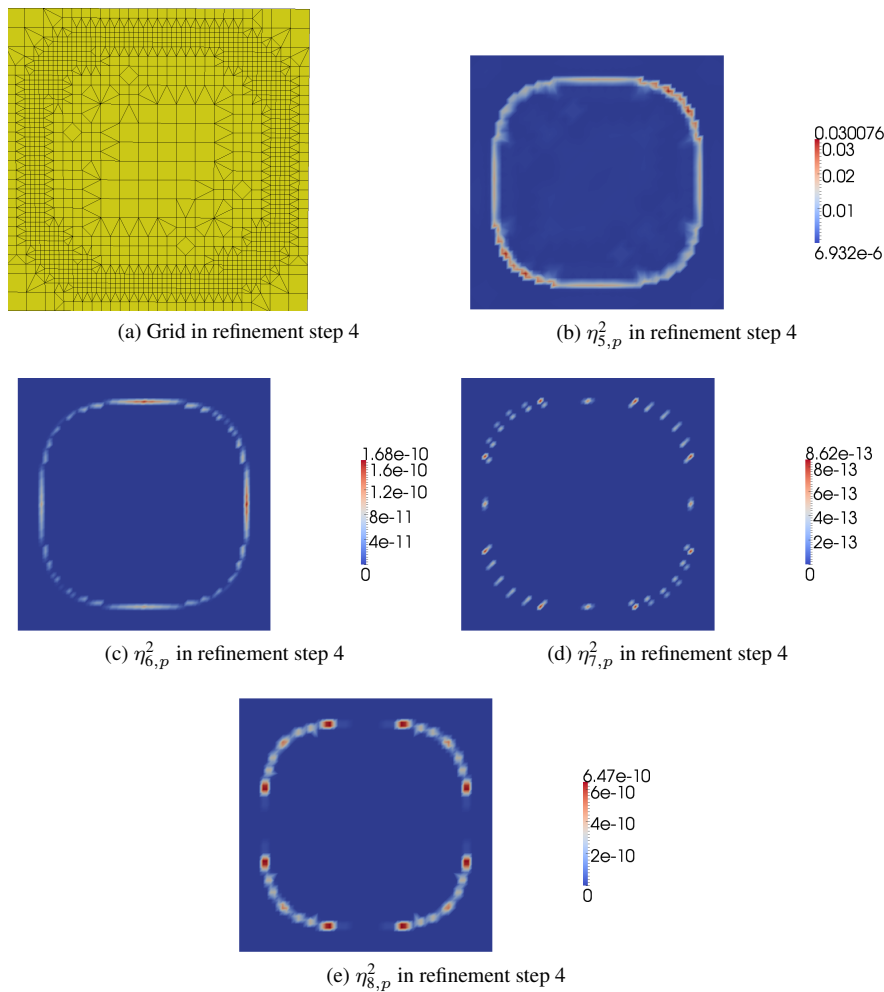 (a) Grid in refinement step 4
0.030076
0.03
0.02
0.01
6.932e-6
(b) η²₅,ₚ in refinement step 4
1.68e-10
1.6e-10
1.2e-10
8e-11
4e-11
0
(c) η²₆,ₚ in refinement step 4
8.62e-13
8e-13
6e-13
4e-13
2e-13
0
(d) η²₇,ₚ in refinement step 4
6.47e-10
6e-10
4e-10
2e-10
0
(e) η²₈,ₚ in refinement step 4